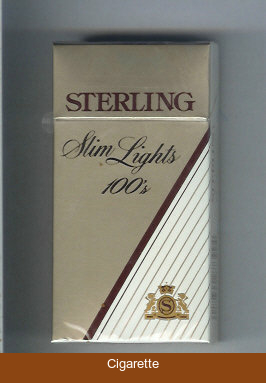 STERLING
Slim Lights
100's
S
Cigarette